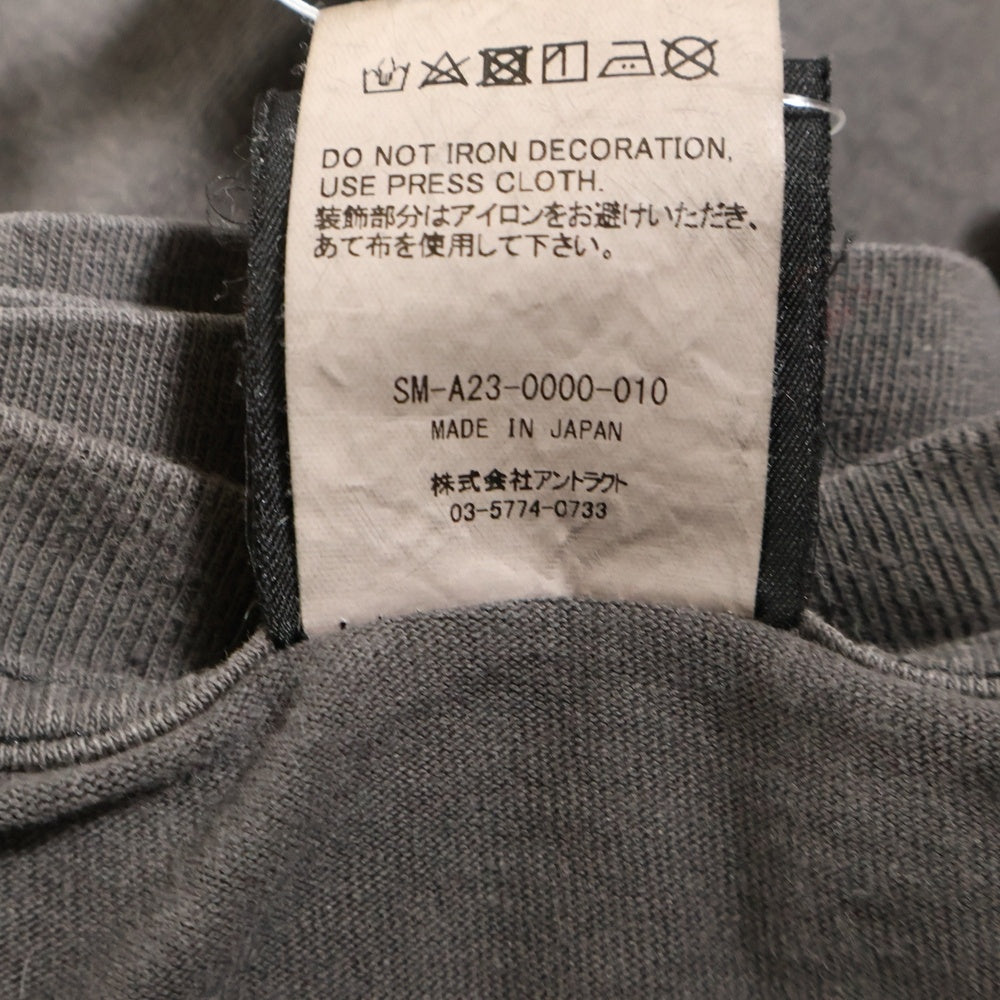 DO NOT IRON DECORATION,
USE PRESS CLOTH.
装飾部分はアイロンをお避けいただき、
あて布を使用して下さい。
SM-A23-0000-010
MADE IN JAPAN
株式会社アントラクト
03-5774-0733